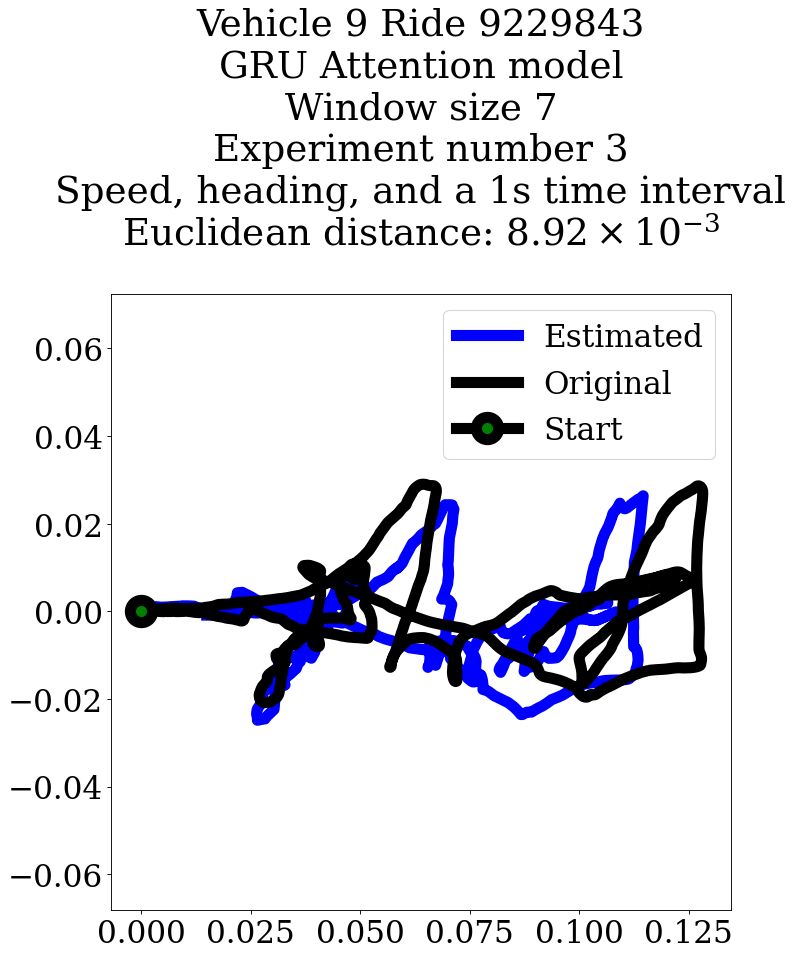 Vehicle 9 Ride 9229843
GRU Attention model
Window size 7
Experiment number 3
Speed, heading, and a 1s time interval
Euclidean distance: 8.92 × 10⁻³
Estimated
Original
Start
0.06
0.04
0.02
0.00
−0.02
−0.04
−0.06
0.000 0.025 0.050 0.075 0.100 0.125